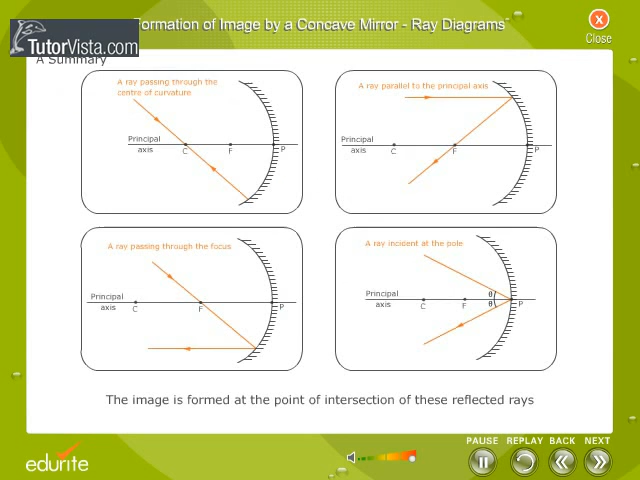 Formation of Image by a Concave Mirror - Ray Diagrams
TutorVista.com
X
Close
A Summary
A ray passing through the
centre of curvature
Principal
axis
C
F
P
A ray parallel to the principal axis
Principal
axis
C
F
P
A ray passing through the focus
Principal
axis
C
F
P
A ray incident at the pole
Principal
axis
C
F
θ
θ
P
The image is formed at the point of intersection of these reflected rays
edurite
PAUSE REPLAY BACK NEXT